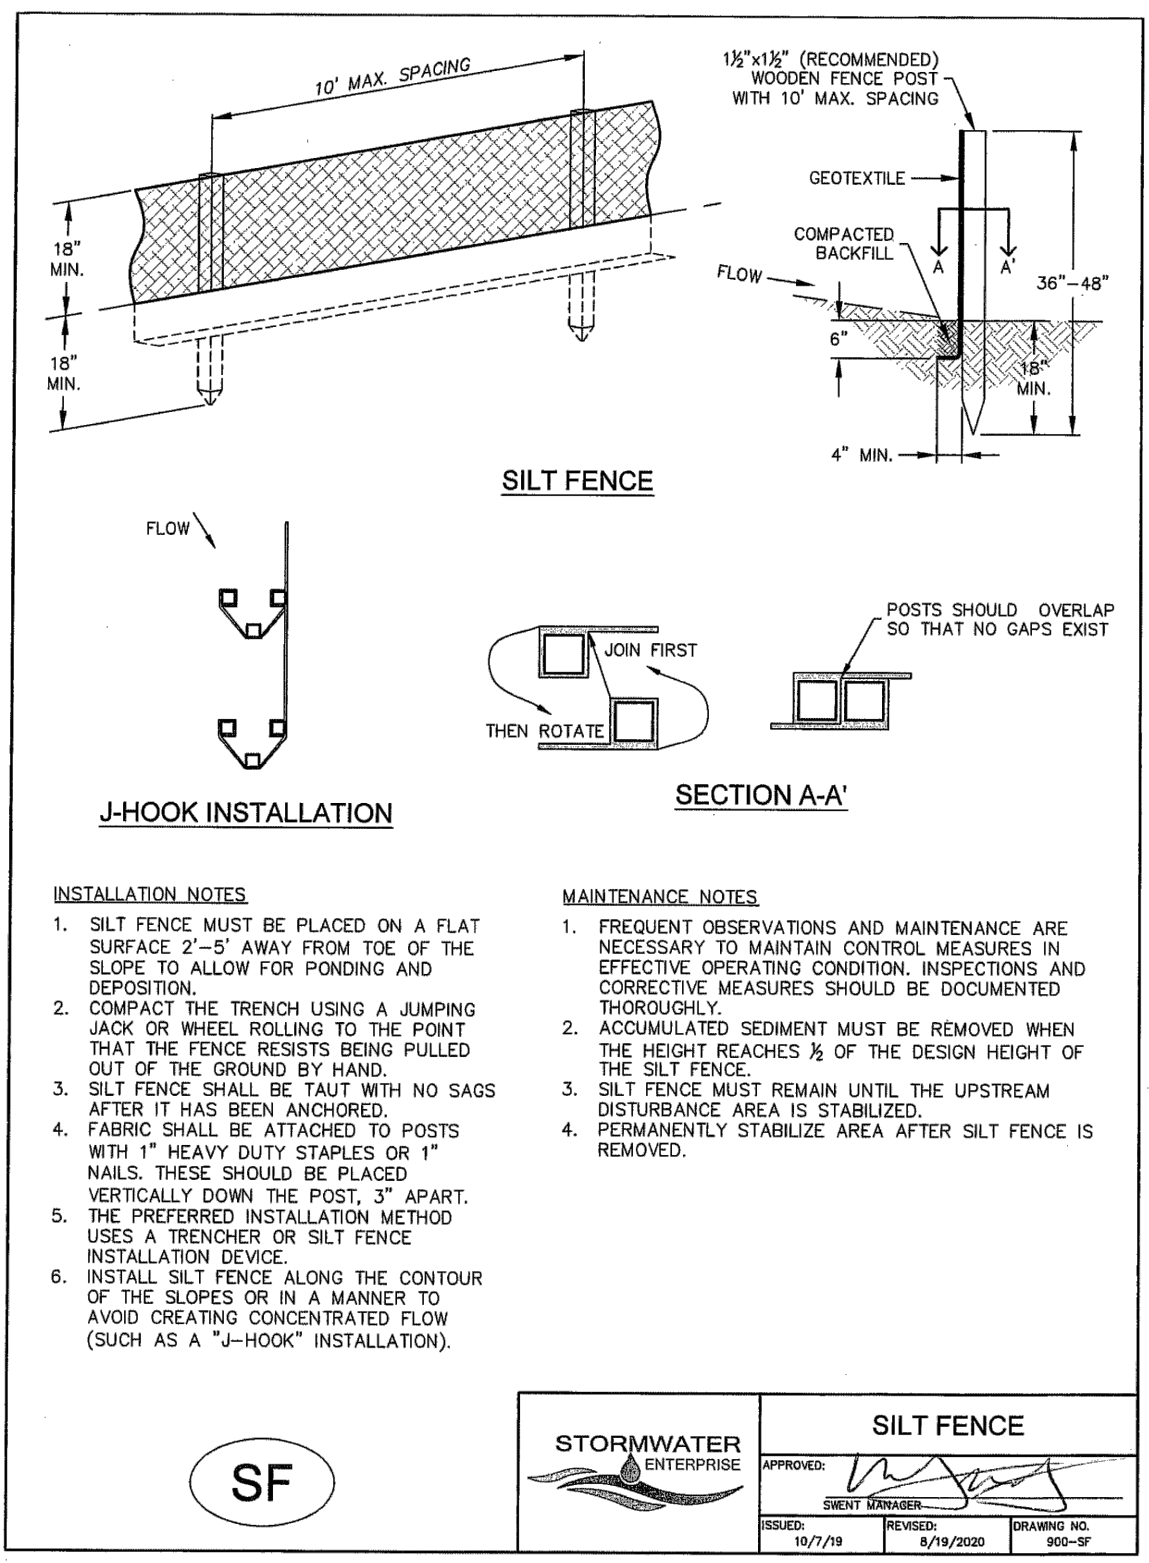 10' MAX. SPACING
18"
MIN.
18"
MIN.
1½"x1½" (RECOMMENDED)
WOODEN FENCE POST
WITH 10' MAX. SPACING
GEOTEXTILE
COMPACTED
BACKFILL
FLOW
A
A'
36"-48"
6"
18"
MIN.
4" MIN.
SILT FENCE
FLOW
J-HOOK INSTALLATION
JOIN FIRST
THEN ROTATE
POSTS SHOULD OVERLAP
SO THAT NO GAPS EXIST
SECTION A-A'
INSTALLATION NOTES
1. SILT FENCE MUST BE PLACED ON A FLAT
SURFACE 2'-5' AWAY FROM TOE OF THE
SLOPE TO ALLOW FOR PONDING AND
DEPOSITION.
2. COMPACT THE TRENCH USING A JUMPING
JACK OR WHEEL ROLLING TO THE POINT
THAT THE FENCE RESISTS BEING PULLED
OUT OF THE GROUND BY HAND.
3. SILT FENCE SHALL BE TAUT WITH NO SAGS
AFTER IT HAS BEEN ANCHORED.
4. FABRIC SHALL BE ATTACHED TO POSTS
WITH 1" HEAVY DUTY STAPLES OR 1"
NAILS. THESE SHOULD BE PLACED
VERTICALLY DOWN THE POST, 3" APART.
5. THE PREFERRED INSTALLATION METHOD
USES A TRENCHER OR SILT FENCE
INSTALLATION DEVICE.
6. INSTALL SILT FENCE ALONG THE CONTOUR
OF THE SLOPES OR IN A MANNER TO
AVOID CREATING CONCENTRATED FLOW
(SUCH AS A "J-HOOK" INSTALLATION).
MAINTENANCE NOTES
1. FREQUENT OBSERVATIONS AND MAINTENANCE ARE
NECESSARY TO MAINTAIN CONTROL MEASURES IN
EFFECTIVE OPERATING CONDITION. INSPECTIONS AND
CORRECTIVE MEASURES SHOULD BE DOCUMENTED
THOROUGHLY.
2. ACCUMULATED SEDIMENT MUST BE REMOVED WHEN
THE HEIGHT REACHES ½ OF THE DESIGN HEIGHT OF
THE SILT FENCE.
3. SILT FENCE MUST REMAIN UNTIL THE UPSTREAM
DISTURBANCE AREA IS STABILIZED.
4. PERMANENTLY STABILIZE AREA AFTER SILT FENCE IS
REMOVED.
SF
STORMWATER
ENTERPRISE
SILT FENCE
APPROVED:
SWENT MANAGER
ISSUED:
10/7/19
REVISED:
8/19/2020
DRAWING NO.
900-SF